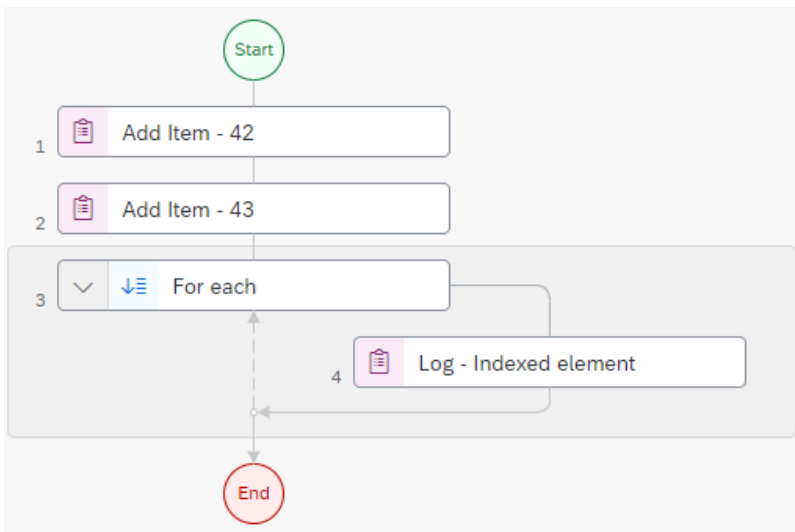 Start
1 Add Item - 42
2 Add Item - 43
3 For each
4 Log - Indexed element
End